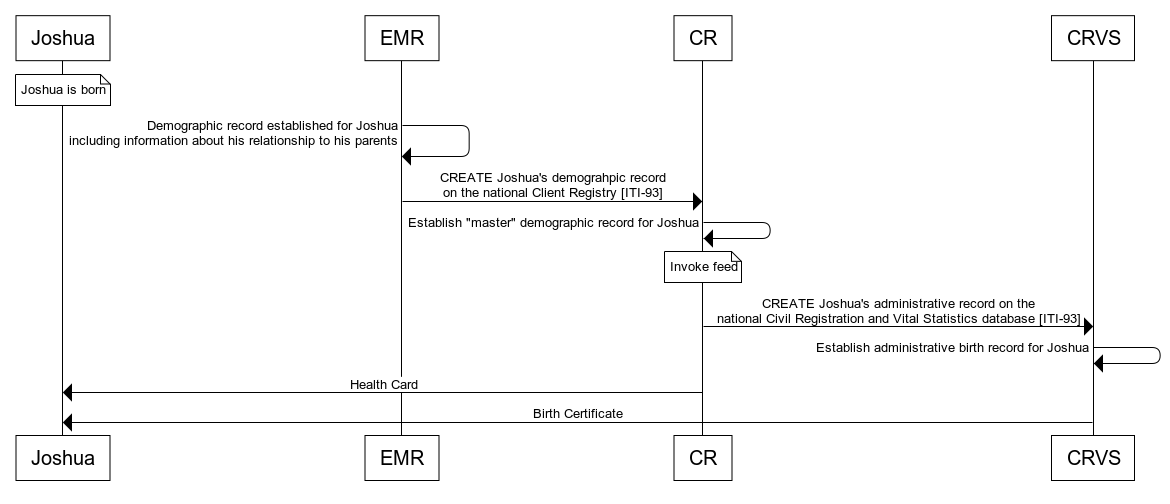 Joshua
EMR
CR
CRVS
Joshua is born
Demographic record established for Joshua
including information about his relationship to his parents
CREATE Joshua's demograhpic record
on the national Client Registry [ITI-93]
Establish "master" demographic record for Joshua
Invoke feed
CREATE Joshua's administrative record on the
national Civil Registration and Vital Statistics database [ITI-93]
Establish administrative birth record for Joshua
Health Card
Birth Certificate
Joshua
EMR
CR
CRVS